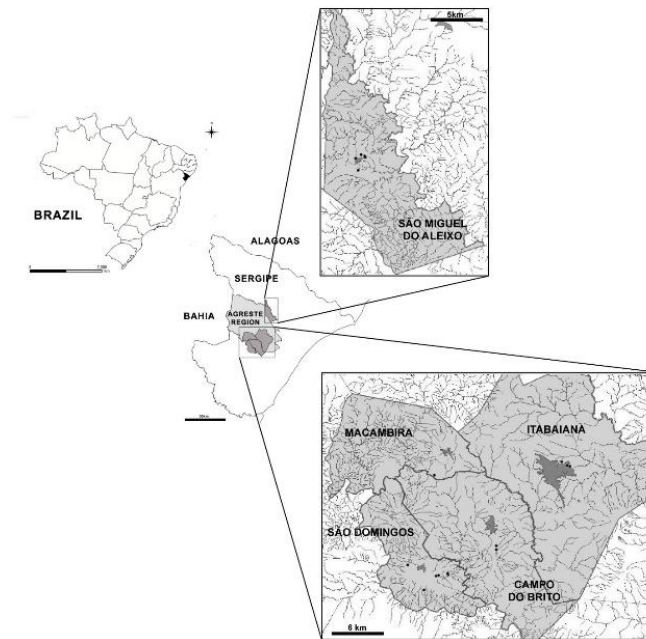 5km
SÃO MIGUEL
DO ALEIXO
BRAZIL
ALAGOAS
SERGIPE
BAHIA
AGRESTE
REGION
MACAMBIRA
ITABAIANA
SÃO DOMINGOS
CAMPO
DO BRITO
6 km